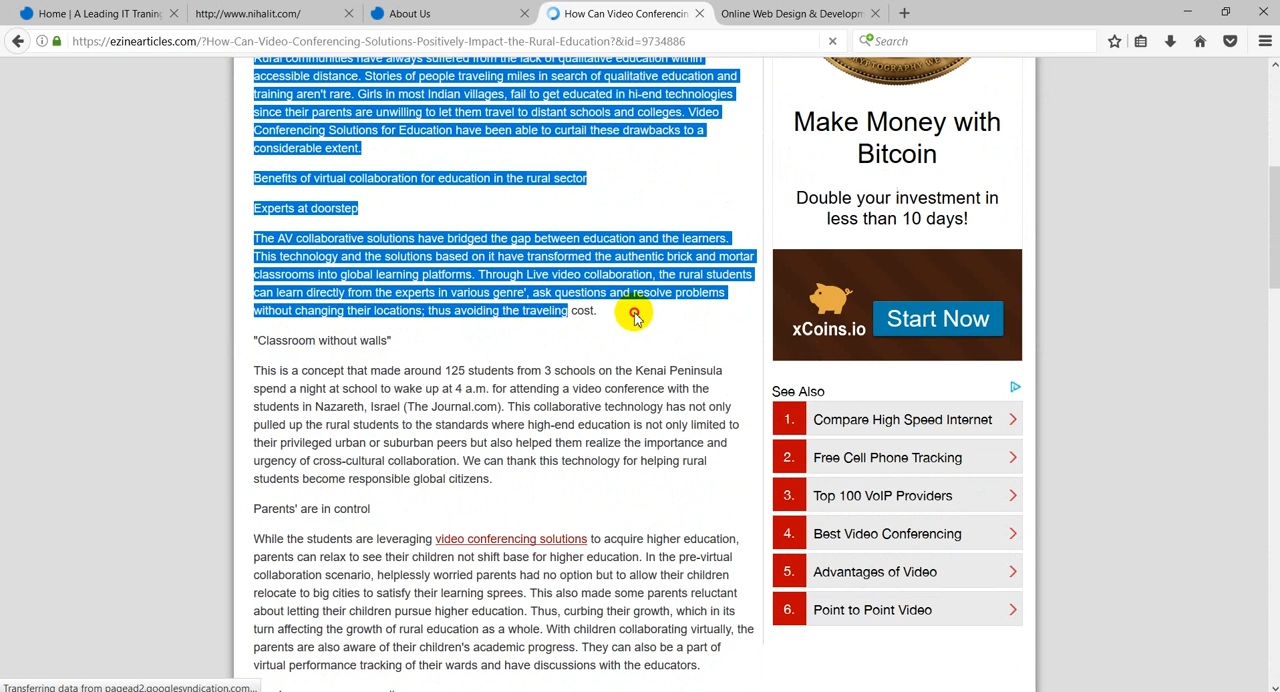 Home | A Leading IT Traning
http://www.nihalit.com/
About Us
How Can Video Conferencin
Online Web Design & Developm
https://ezinearticles.com/?How-Can-Video-Conferencing-Solutions-Positively-Impact-the-Rural-Education?&id=9734886
Search
Rural communities have always suffered from the lack of qualitative education within
accessible distance. Stories of people traveling miles in search of qualitative education and
training aren't rare. Girls in most Indian villages, fail to get educated in hi-end technologies
since their parents are unwilling to let them travel to distant schools and colleges. Video
Conferencing Solutions for Education have been able to curtail these drawbacks to a
considerable extent.
Benefits of virtual collaboration for education in the rural sector
Experts at doorstep
The AV collaborative solutions have bridged the gap between education and the learners.
This technology and the solutions based on it have transformed the authentic brick and mortar
classrooms into global learning platforms. Through Live video collaboration, the rural students
can learn directly from the experts in various genre', ask questions and resolve problems
without changing their locations; thus avoiding the traveling cost.
"Classroom without walls"
This is a concept that made around 125 students from 3 schools on the Kenai Peninsula
spend a night at school to wake up at 4 a.m. for attending a video conference with the
students in Nazareth, Israel (The Journal.com). This collaborative technology has not only
pulled up the rural students to the standards where high-end education is not only limited to
their privileged urban or suburban peers but also helped them realize the importance and
urgency of cross-cultural collaboration. We can thank this technology for helping rural
students become responsible global citizens.
Parents' are in control
While the students are leveraging video conferencing solutions to acquire higher education,
parents can relax to see their children not shift base for higher education. In the pre-virtual
collaboration scenario, helplessly worried parents had no option but to allow their children
relocate to big cities to satisfy their learning sprees. This also made some parents reluctant
about letting their children pursue higher education. Thus, curbing their growth, which in its
turn affecting the growth of rural education as a whole. With children collaborating virtually, the
parents are also aware of their children's academic progress. They can also be a part of
virtual performance tracking of their wards and have discussions with the educators.
Make Money with
Bitcoin
Double your investment in
less than 10 days!
xCoins.io
Start Now
See Also
1. Compare High Speed Internet
2. Free Cell Phone Tracking
3. Top 100 VoIP Providers
4. Best Video Conferencing
5. Advantages of Video
6. Point to Point Video
Transferring data from pagead2.googlesyndication.com...